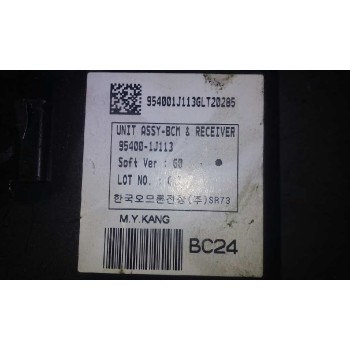 954001J113GLT20285
UNIT ASSY-BCM & RECEIVER
95400-1J113
Soft Ver : 60
LOT NO. :
한국오므론전장(주)SR73
M.Y.KANG
BC24